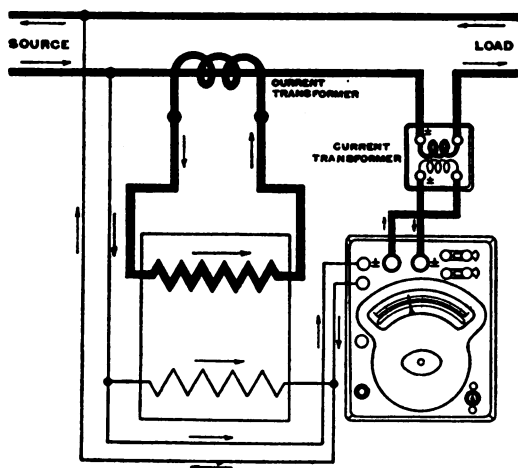 SOURCE
LOAD
CURRENT
TRANSFORMER
CURRENT
TRANSFORMER
±
±
±
±